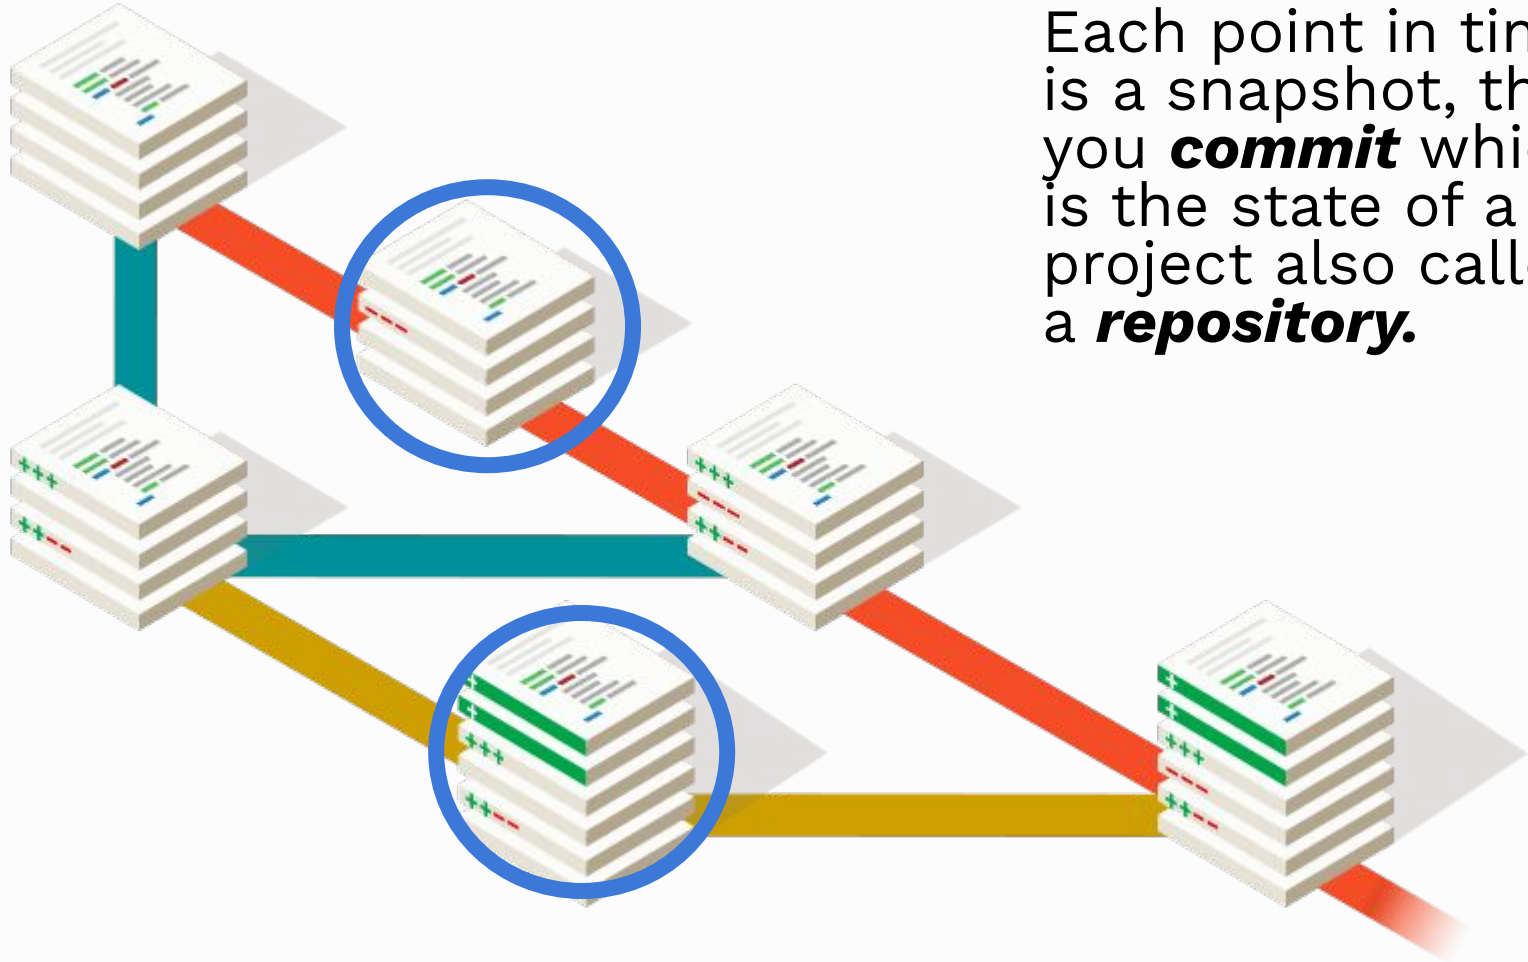 Each point in
is a snapshot,
you commit
is the state of a
project also
a repository.